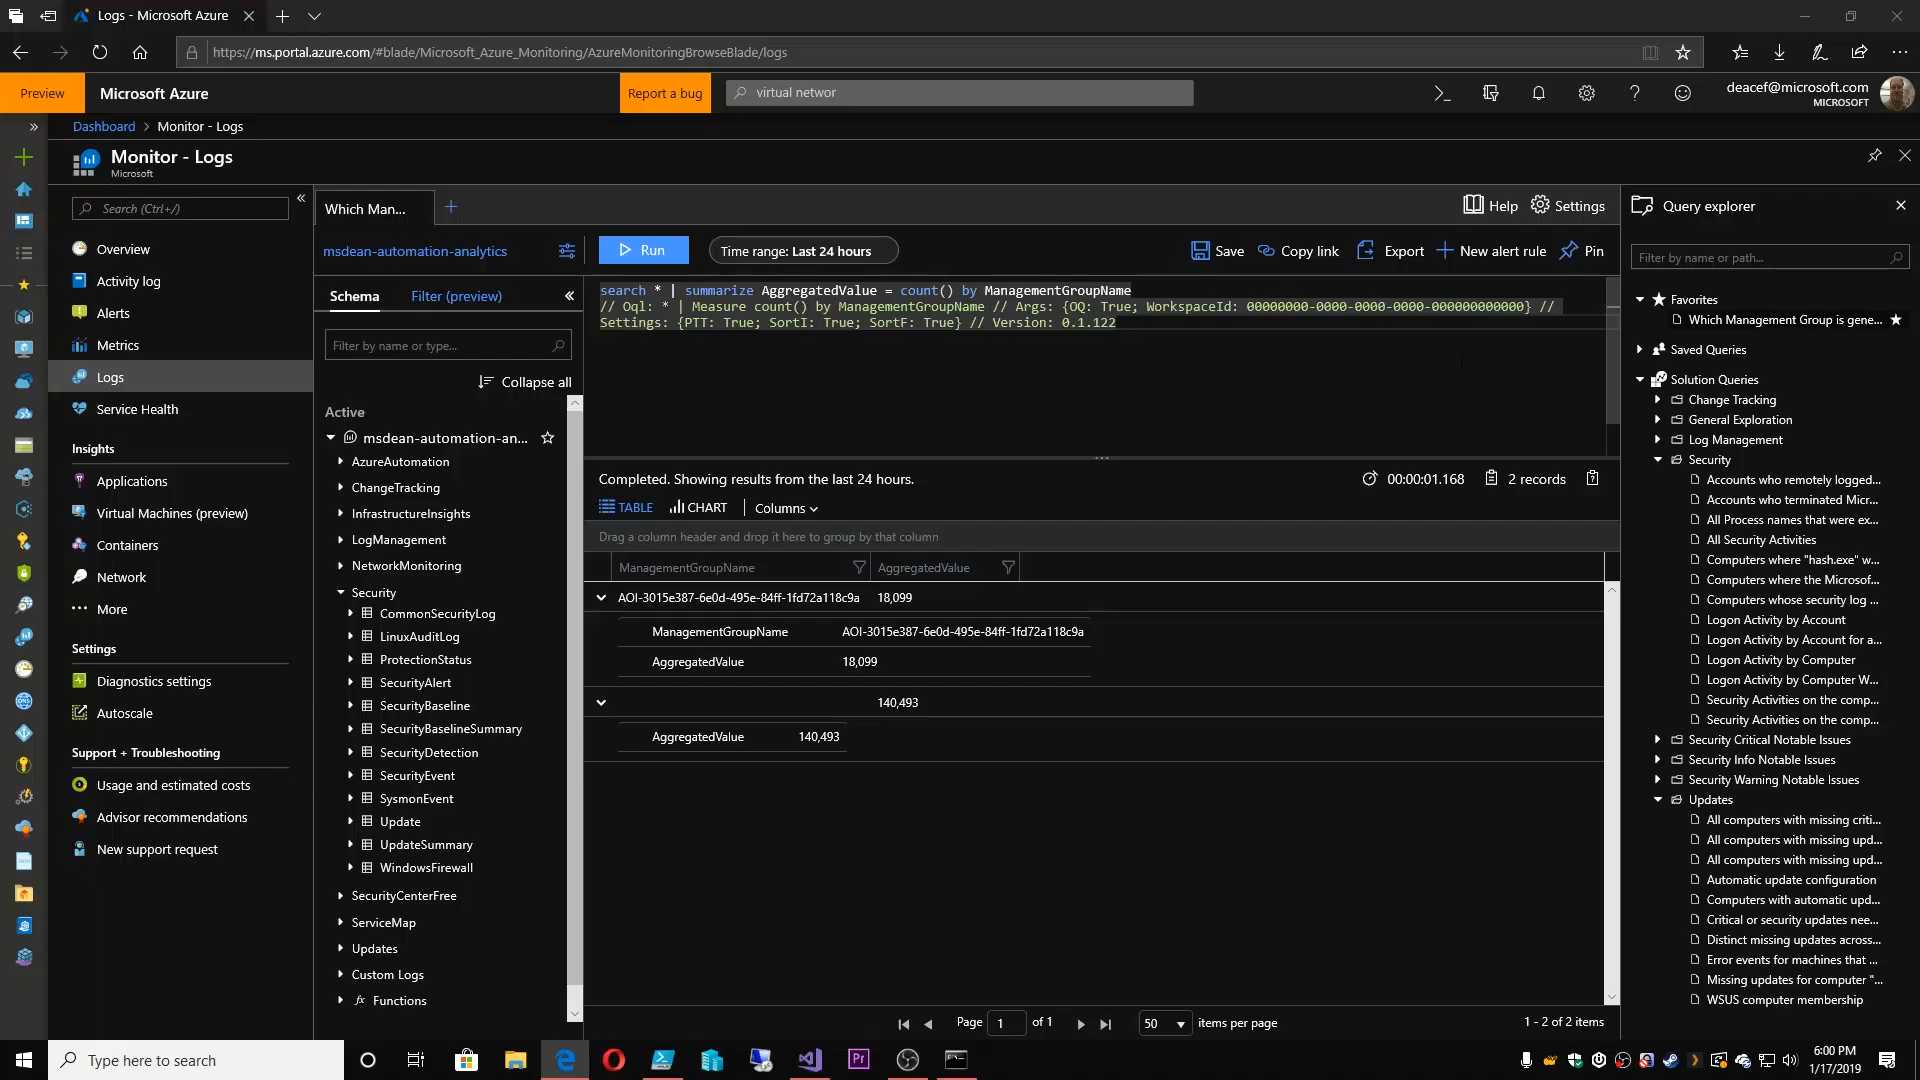 Logs - Microsoft Azure
https://ms.portal.azure.com/#blade/Microsoft_Azure_Monitoring/AzureMonitoringBrowseBlade/logs
Preview
Microsoft Azure
Report a bug
virtual networ
deacef@microsoft.com
MICROSOFT
Dashboard > Monitor - Logs
Monitor - Logs
Microsoft
Search (Ctrl+/)
Overview
Activity log
Alerts
Metrics
Logs
Service Health
Insights
Applications
Virtual Machines (preview)
Containers
Network
More
Settings
Diagnostics settings
Autoscale
Support + Troubleshooting
Usage and estimated costs
Advisor recommendations
New support request
Which Man...
Help
Settings
msdean-automation-analytics
Run
Time range: Last 24 hours
Save
Copy link
Export
New alert rule
Pin
Schema
Filter (preview)
Filter by name or type...
Collapse all
Active
msdean-automation-an...
AzureAutomation
ChangeTracking
InfrastructureInsights
LogManagement
NetworkMonitoring
Security
CommonSecurityLog
LinuxAuditLog
ProtectionStatus
SecurityAlert
SecurityBaseline
SecurityBaselineSummary
SecurityDetection
SecurityEvent
SysmonEvent
Update
UpdateSummary
WindowsFirewall
SecurityCenterFree
ServiceMap
Updates
Custom Logs
fx Functions
search * | summarize AggregatedValue = count() by ManagementGroupName
// Oql: * | Measure count() by ManagementGroupName // Args: {OQ: True; WorkspaceId: 00000000-0000-0000-0000-000000000000} //
Settings: {PTT: True; SortI: True; SortF: True} // Version: 0.1.122
Completed. Showing results from the last 24 hours.
00:00:01.168
2 records
TABLE
CHART
Columns
Drag a column header and drop it here to group by that column
ManagementGroupName
AggregatedValue
AOI-3015e387-6e0d-495e-84ff-1fd72a118c9a 18,099
ManagementGroupName AOI-3015e387-6e0d-495e-84ff-1fd72a118c9a
AggregatedValue 18,099
140,493
AggregatedValue 140,493
Page 1 of 1
50 items per page
1 - 2 of 2 items
Query explorer
Filter by name or path...
Favorites
Which Management Group is gene...
Saved Queries
Solution Queries
Change Tracking
General Exploration
Log Management
Security
Accounts who remotely logged...
Accounts who terminated Micr...
All Process names that were ex...
All Security Activities
Computers where "hash.exe" w...
Computers where the Microsof...
Computers whose security log ...
Logon Activity by Account
Logon Activity by Account for a...
Logon Activity by Computer
Logon Activity by Computer W...
Security Activities on the comp...
Security Activities on the comp...
Security Critical Notable Issues
Security Info Notable Issues
Security Warning Notable Issues
Updates
All computers with missing criti...
All computers with missing upd...
All computers with missing upd...
Automatic update configuration
Computers with automatic upd...
Critical or security updates nee...
Distinct missing updates across...
Error events for machines that ...
Missing updates for computer "...
WSUS computer membership
Type here to search
Pr
6:00 PM
1/17/2019